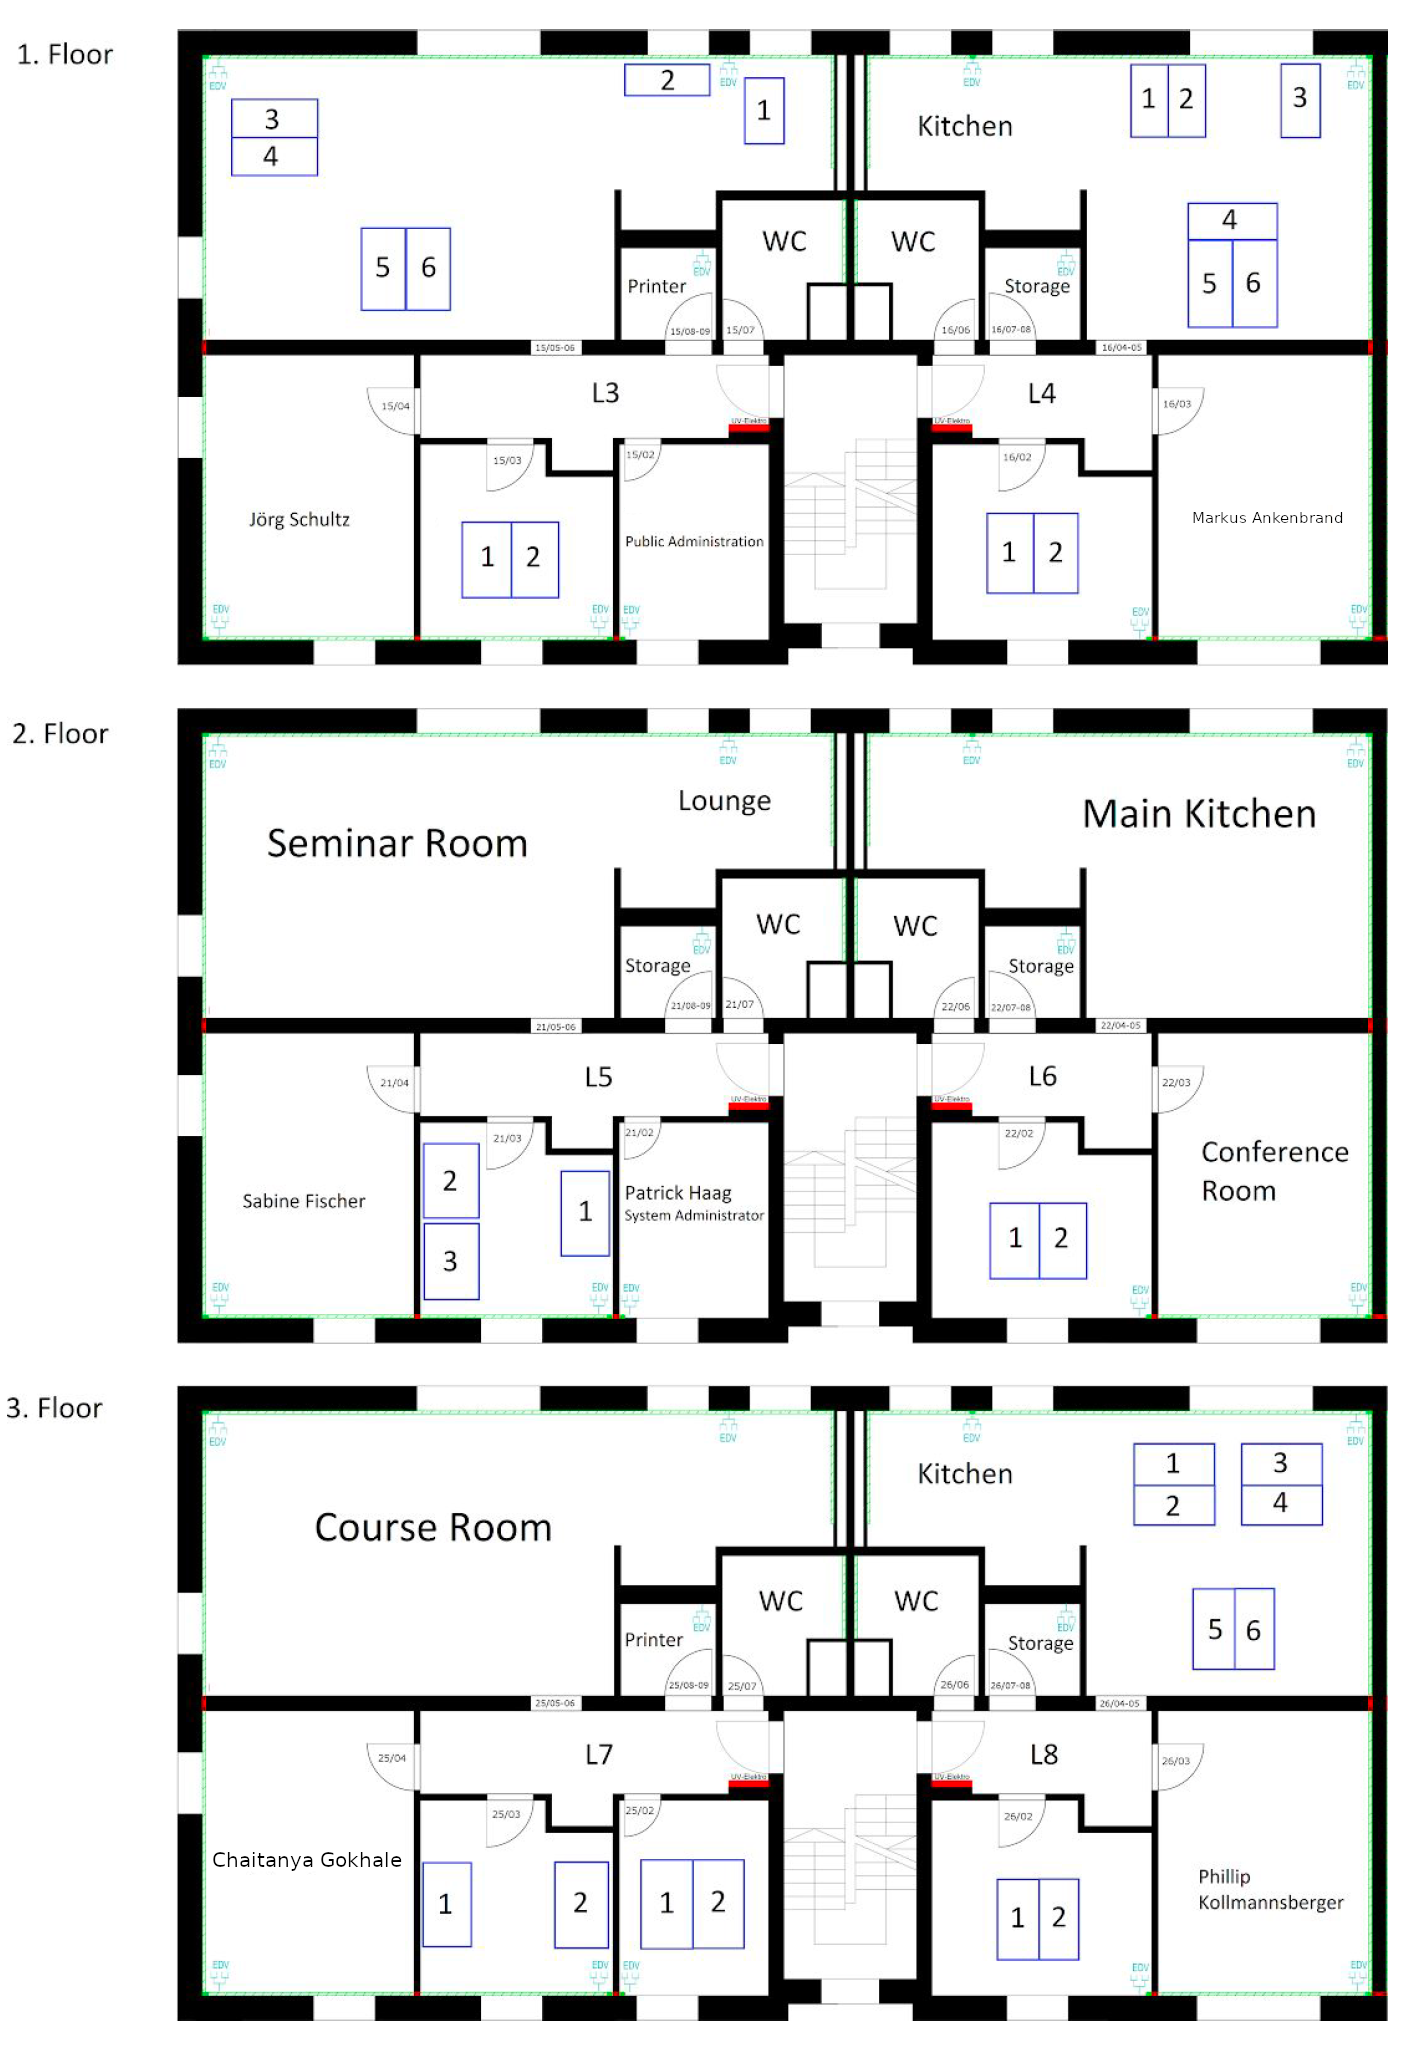 1. Floor
EDV
EDV
EDV
EDV
2
1
3
4
Kitchen
1
2
3
5
6
4
5
6
WC
WC
Printer
EDV
Storage
EDV
15/08-09
15/07
16/06
16/07-08
15/05-06
16/04-05
L3
L4
15/04
16/03
UV-Elektro
UV-Elektro
15/03
15/02
16/02
Jörg Schultz
1
2
Public Administration
1
2
Markus Ankenbrand
EDV
EDV
EDV
EDV
EDV
2. Floor
EDV
EDV
EDV
EDV
Lounge
Seminar Room
Main Kitchen
WC
WC
Storage
EDV
Storage
EDV
21/08-09
21/07
22/06
22/07-08
21/05-06
22/04-05
L5
L6
21/04
22/03
UV-Elektro
UV-Elektro
21/03
21/02
22/02
Sabine Fischer
2
3
1
Patrick Haag
System Administrator
1
2
Conference
Room
EDV
EDV
EDV
EDV
EDV
3. Floor
EDV
EDV
EDV
EDV
Course Room
Kitchen
1
2
3
4
5
6
WC
WC
Printer
EDV
Storage
EDV
25/08-09
25/07
26/06
26/07-08
25/05-06
26/04-05
L7
L8
25/04
26/03
UV-Elektro
UV-Elektro
25/03
25/02
26/02
Chaitanya Gokhale
1
2
1
2
1
2
Phillip
Kollmannsberger
EDV
EDV
EDV
EDV
EDV